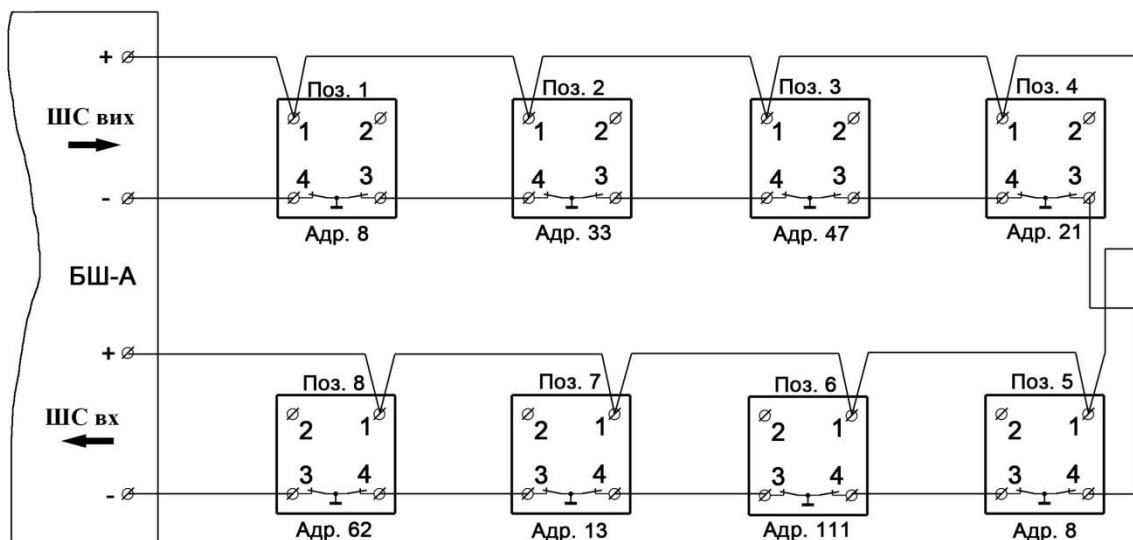 +
ШС вих
-
БШ-А
+
ШС вх
-
Поз. 1
1 2
4 3
Адр. 8
Поз. 2
1 2
4 3
Адр. 33
Поз. 3
1 2
4 3
Адр. 47
Поз. 4
1 2
4 3
Адр. 21
Поз. 8
2 1
3 4
Адр. 62
Поз. 7
2 1
3 4
Адр. 13
Поз. 6
2 1
3 4
Адр. 111
Поз. 5
2 1
3 4
Адр. 8